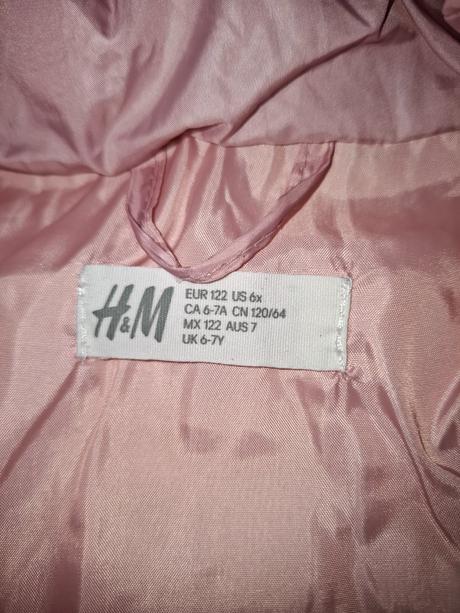 H&M
EUR 122 US 6x
CA 6-7A CN 120/64
MX 122 AUS 7
UK 6-7Y